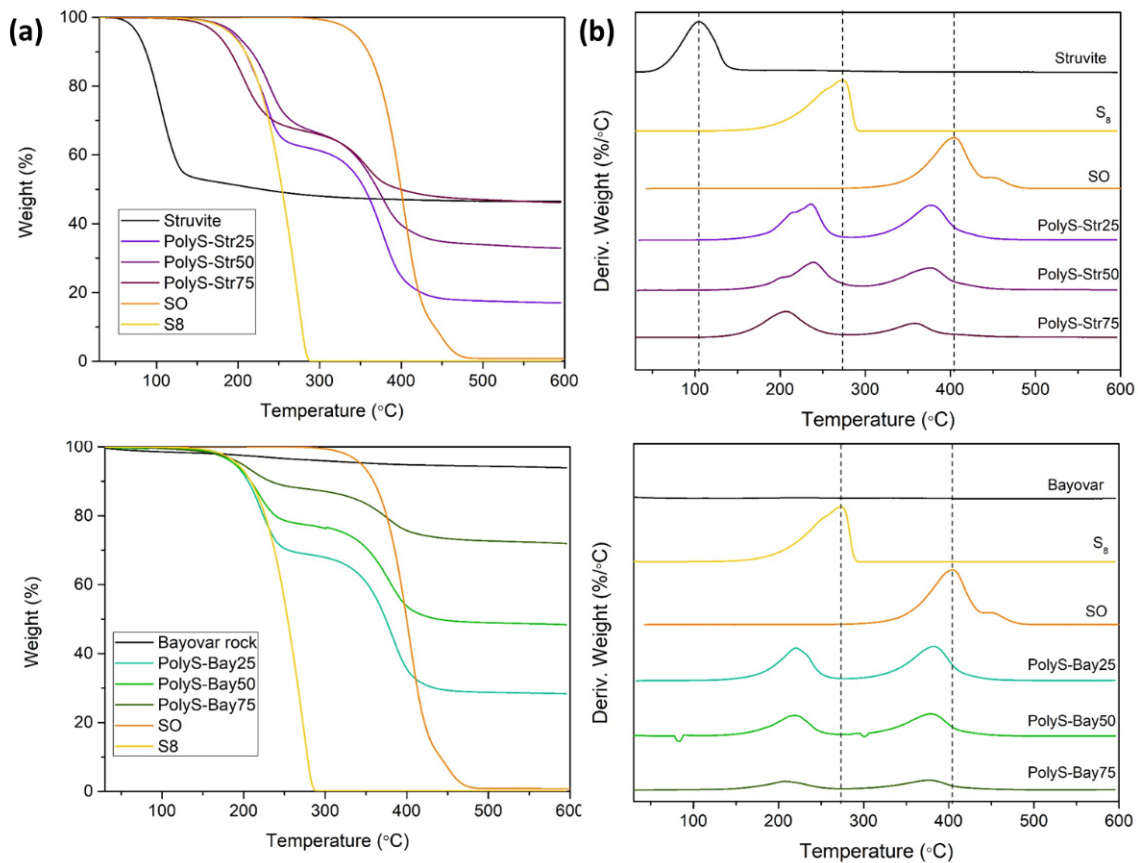 (a)
100
80
60
40
20
0
Weight (%)
Struvite
PolyS-Str25
PolyS-Str50
PolyS-Str75
SO
S8
100 200 300 400 500 600
Temperature (°C)
(b)
Deriv. Weight (%/°C)
Struvite
S₈
SO
PolyS-Str25
PolyS-Str50
PolyS-Str75
100 200 300 400 500 600
Temperature (°C)
100
80
60
40
20
0
Weight (%)
Bayovar rock
PolyS-Bay25
PolyS-Bay50
PolyS-Bay75
SO
S8
100 200 300 400 500 600
Temperature (°C)
Deriv. Weight (%/°C)
Bayovar
S₈
SO
PolyS-Bay25
PolyS-Bay50
PolyS-Bay75
100 200 300 400 500 600
Temperature (°C)